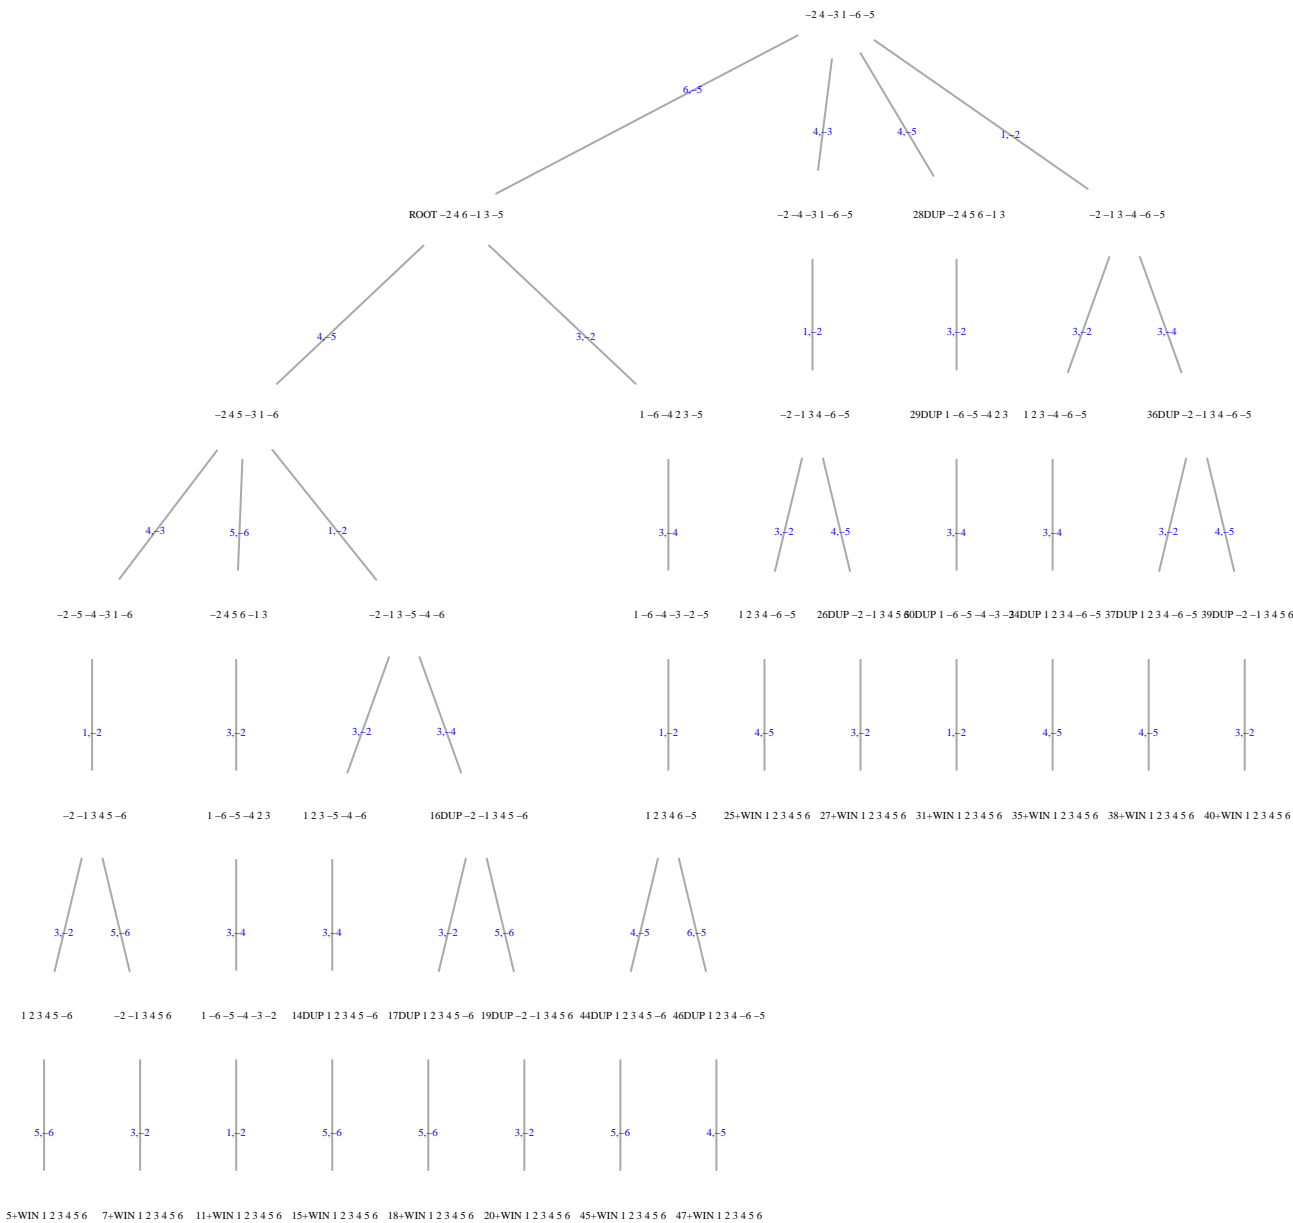 −2 4 −3 1 −6 −5
6,−5
4,−3
4,−5
1,−2
ROOT −2 4 6 −1 3 −5
−2 −4 −3 1 −6 −5
28DUP −2 4 5 6 −1 3
−2 −1 3 −4 −6 −5
4,−5
3,−2
1,−2
3,−2
3,−2
3,−4
−2 4 5 −3 1 −6
1 −6 −4 2 3 −5
−2 −1 3 4 −6 −5
29DUP 1 −6 −5 −4 2 3
1 2 3 −4 −6 −5
36DUP −2 −1 3 4 −6 −5
4,−3
5,−6
1,−2
3,−4
3,−2
4,−5
3,−4
3,−4
3,−2
4,−5
−2 −5 −4 −3 1 −6
−2 4 5 6 −1 3
−2 −1 3 −5 −4 −6
1 −6 −4 −3 −2 −5
1 2 3 4 −6 −5
26DUP −2 −1 3 4 5 6
30DUP 1 −6 −5 −4 −3 −2
34DUP 1 2 3 4 −6 −5
37DUP 1 2 3 4 −6 −5
39DUP −2 −1 3 4 5 6
1,−2
3,−2
3,−2
3,−4
1,−2
4,−5
3,−2
1,−2
4,−5
4,−5
3,−2
−2 −1 3 4 5 −6
1 −6 −5 −4 2 3
1 2 3 −5 −4 −6
16DUP −2 −1 3 4 5 −6
1 2 3 4 6 −5
25+WIN 1 2 3 4 5 6
27+WIN 1 2 3 4 5 6
31+WIN 1 2 3 4 5 6
35+WIN 1 2 3 4 5 6
38+WIN 1 2 3 4 5 6
40+WIN 1 2 3 4 5 6
3,−2
5,−6
3,−4
3,−4
3,−2
5,−6
4,−5
6,−5
1 2 3 4 5 −6
−2 −1 3 4 5 6
1 −6 −5 −4 −3 −2
14DUP 1 2 3 4 5 −6
17DUP 1 2 3 4 5 −6
19DUP −2 −1 3 4 5 6
44DUP 1 2 3 4 5 −6
46DUP 1 2 3 4 −6 −5
5,−6
3,−2
1,−2
5,−6
5,−6
3,−2
5,−6
4,−5
5+WIN 1 2 3 4 5 6
7+WIN 1 2 3 4 5 6
11+WIN 1 2 3 4 5 6
15+WIN 1 2 3 4 5 6
18+WIN 1 2 3 4 5 6
20+WIN 1 2 3 4 5 6
45+WIN 1 2 3 4 5 6
47+WIN 1 2 3 4 5 6